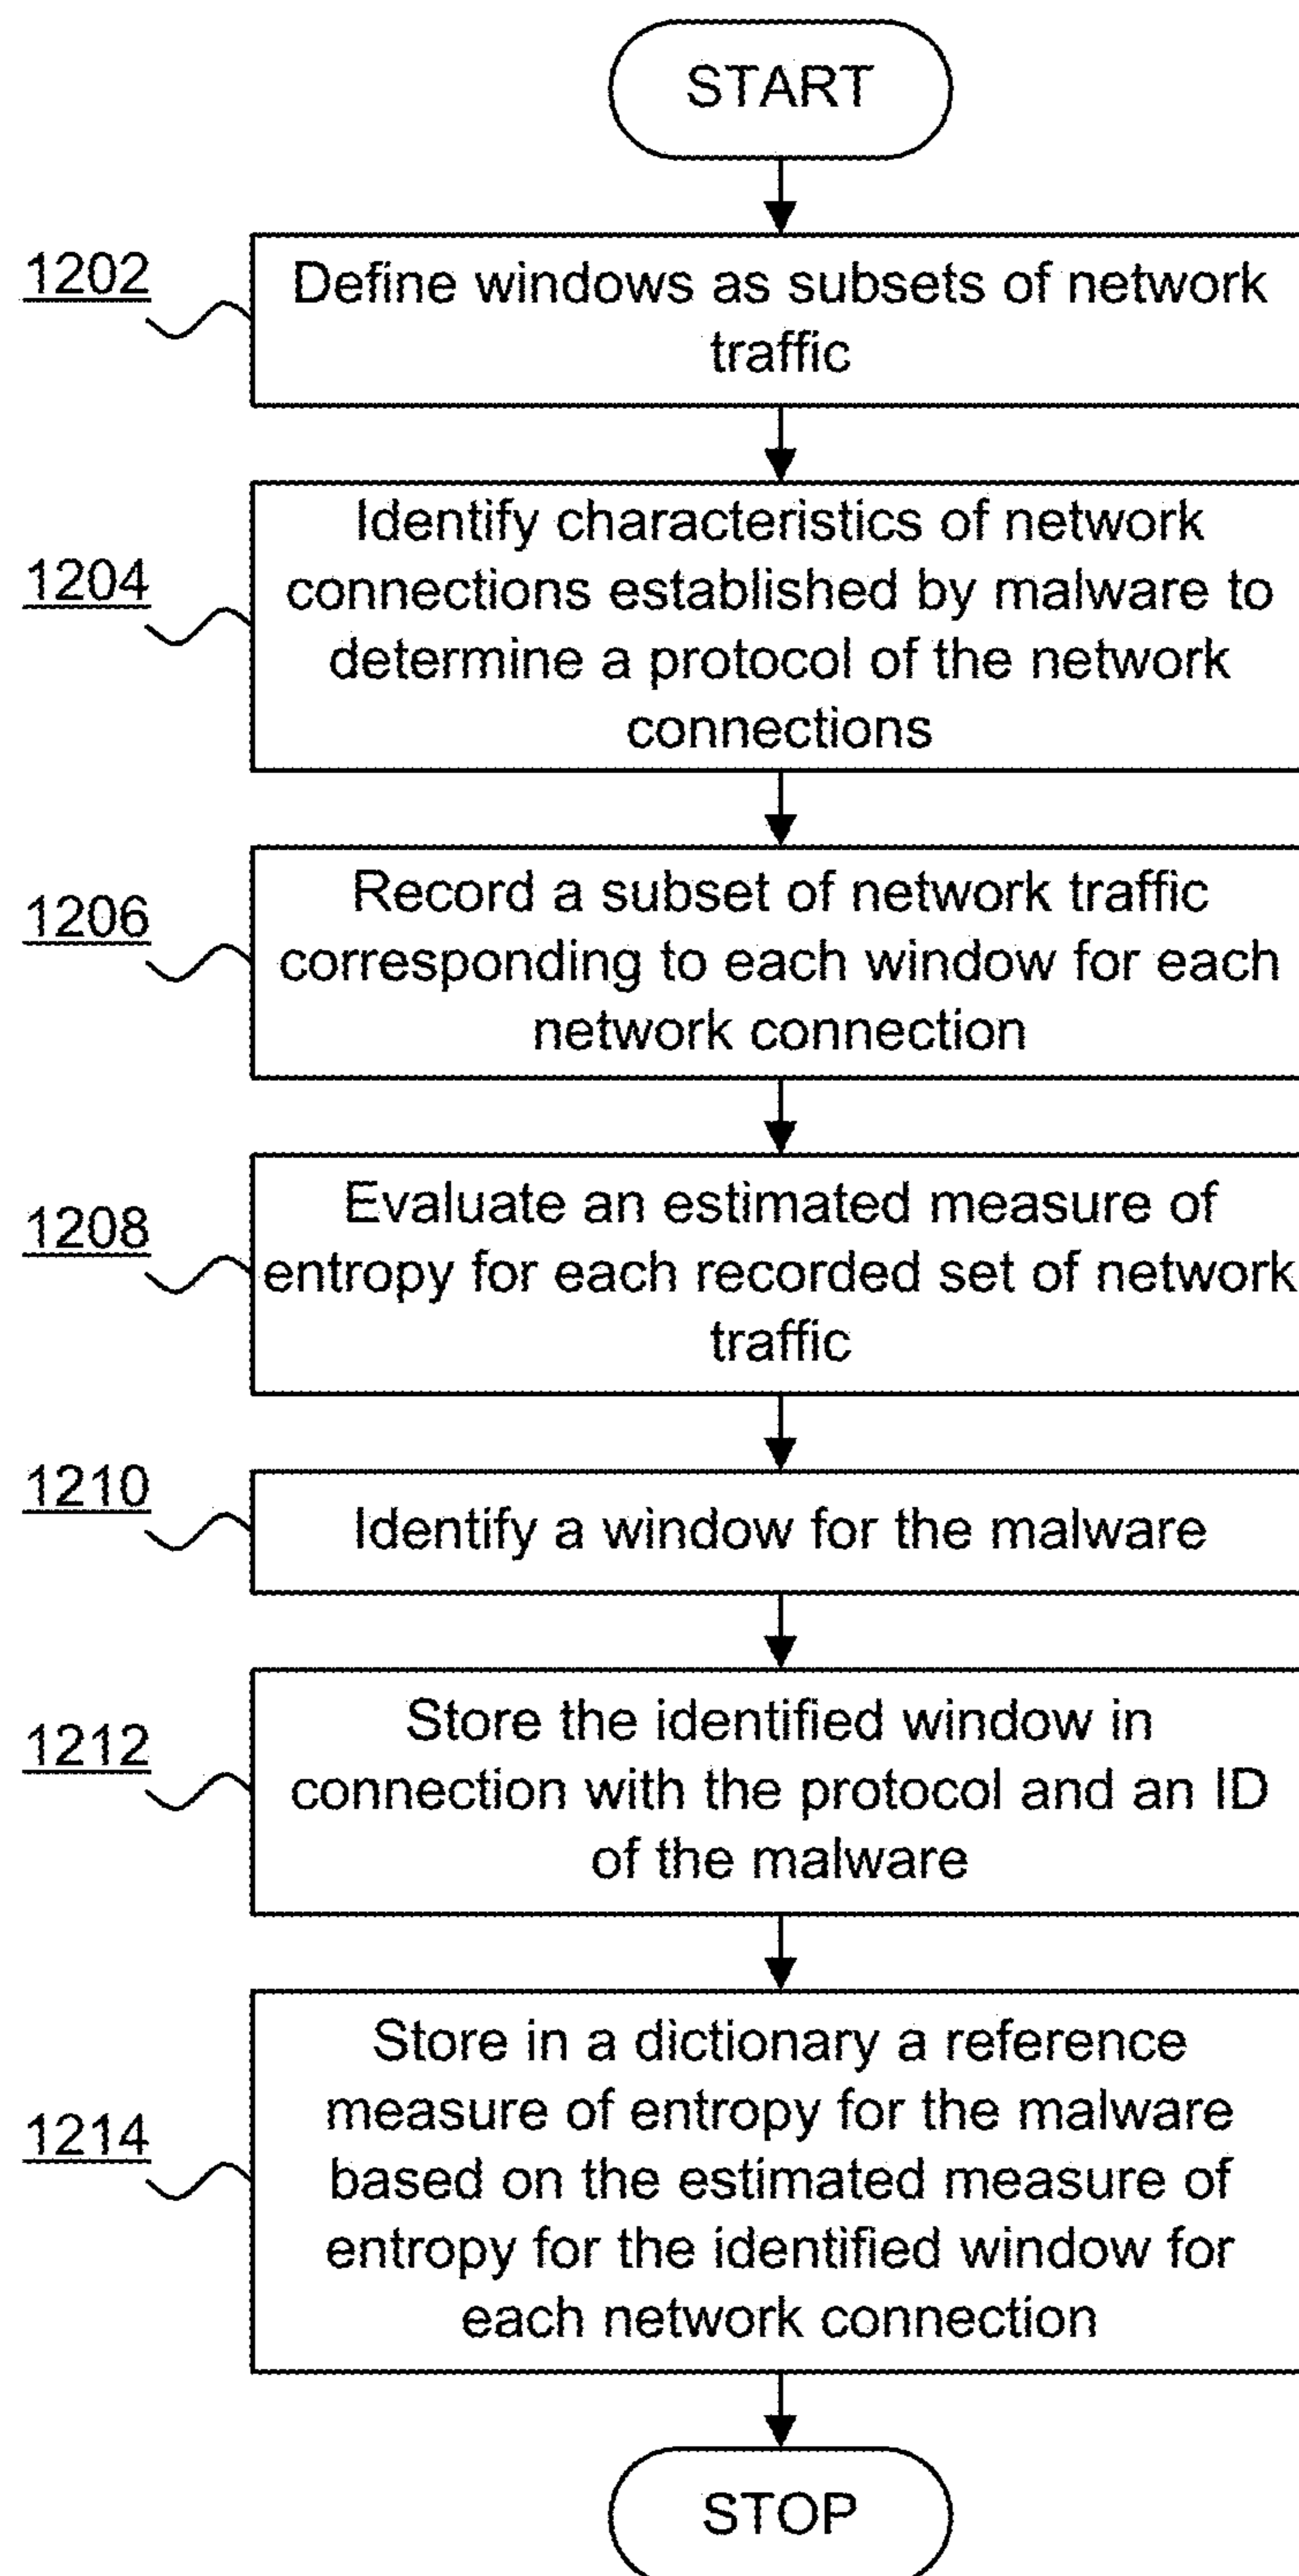 START
1202
Define windows as subsets of network
traffic
1204
Identify characteristics of network
connections established by malware to
determine a protocol of the network
connections
1206
Record a subset of network traffic
corresponding to each window for each
network connection
1208
Evaluate an estimated measure of
entropy for each recorded set of network
traffic
1210
Identify a window for the malware
1212
Store the identified window in
connection with the protocol and an ID
of the malware
1214
Store in a dictionary a reference
measure of entropy for the malware
based on the estimated measure of
entropy for the identified window for
each network connection
STOP